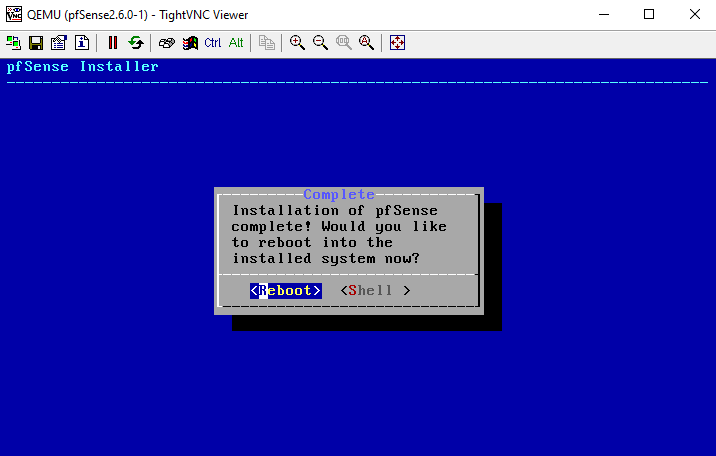 QEMU (pfSense2.6.0-1) - TightVNC Viewer
Ctrl Alt
pfSense Installer
Complete
Installation of pfSense
complete! Would you like
to reboot into the
installed system now?
<Reboot> <Shell >